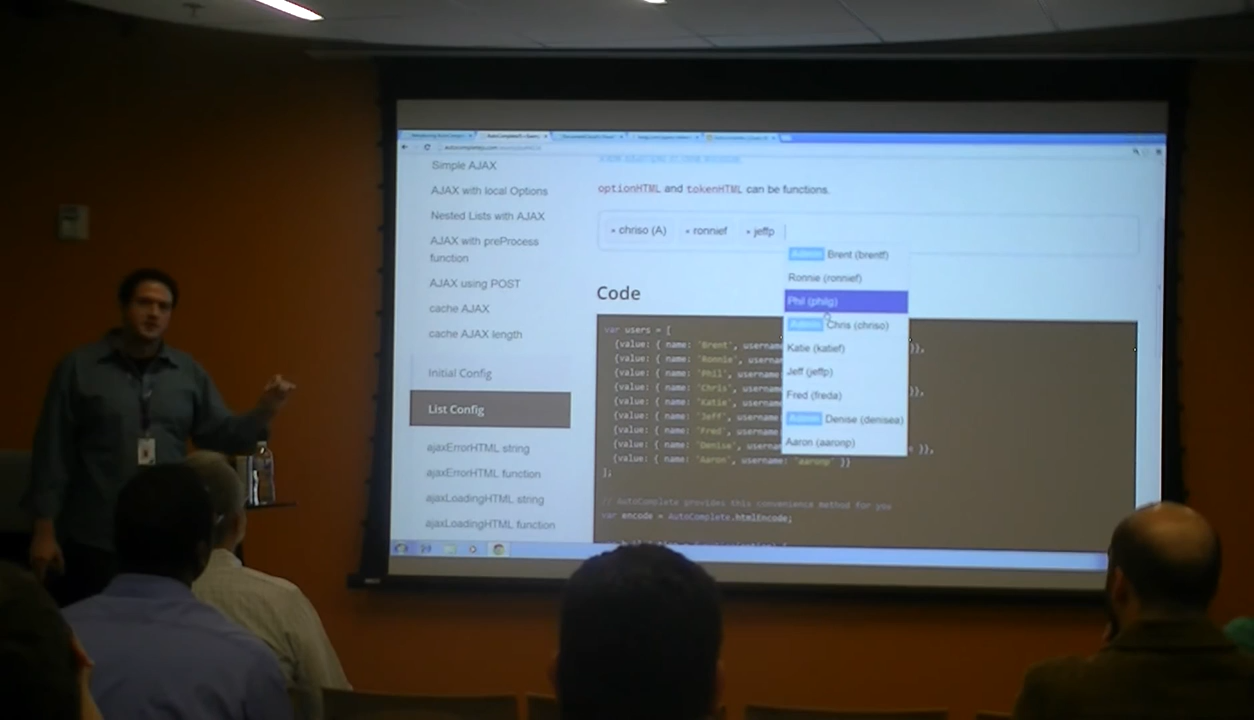 Simple AJAX
AJAX with local Options
Nested Lists with AJAX
AJAX with preProcess
function
AJAX using POST
cache AJAX
cache AJAX length
Initial Config
List Config
ajaxErrorHTML string
ajaxErrorHTML function
ajaxLoadingHTML string
ajaxLoadingHTML function
optionHTML and tokenHTML can be functions.
× chriso (A) × ronnief × jeffp
Admin Brent (brentf)
Ronnie (ronnief)
Phil (philg)
Admin Chris (chriso)
Katie (katief)
Jeff (jeffp)
Fred (freda)
Admin Denise (denisea)
Aaron (aaronp)
Code
var users = [
{value: { name: 'Brent', username
}},
{value: { name: 'Ronnie', username
{value: { name: 'Phil', username
{value: { name: 'Chris', username
}},
{value: { name: 'Katie', username
{value: { name: 'Jeff', username
{value: { name: 'Fred', username
{value: { name: 'Denise', username
}},
{value: { name: 'Aaron', username: 'aaronp' }}
];
// AutoComplete provides this convenience method for you
var encode = AutoComplete.htmlEncode;